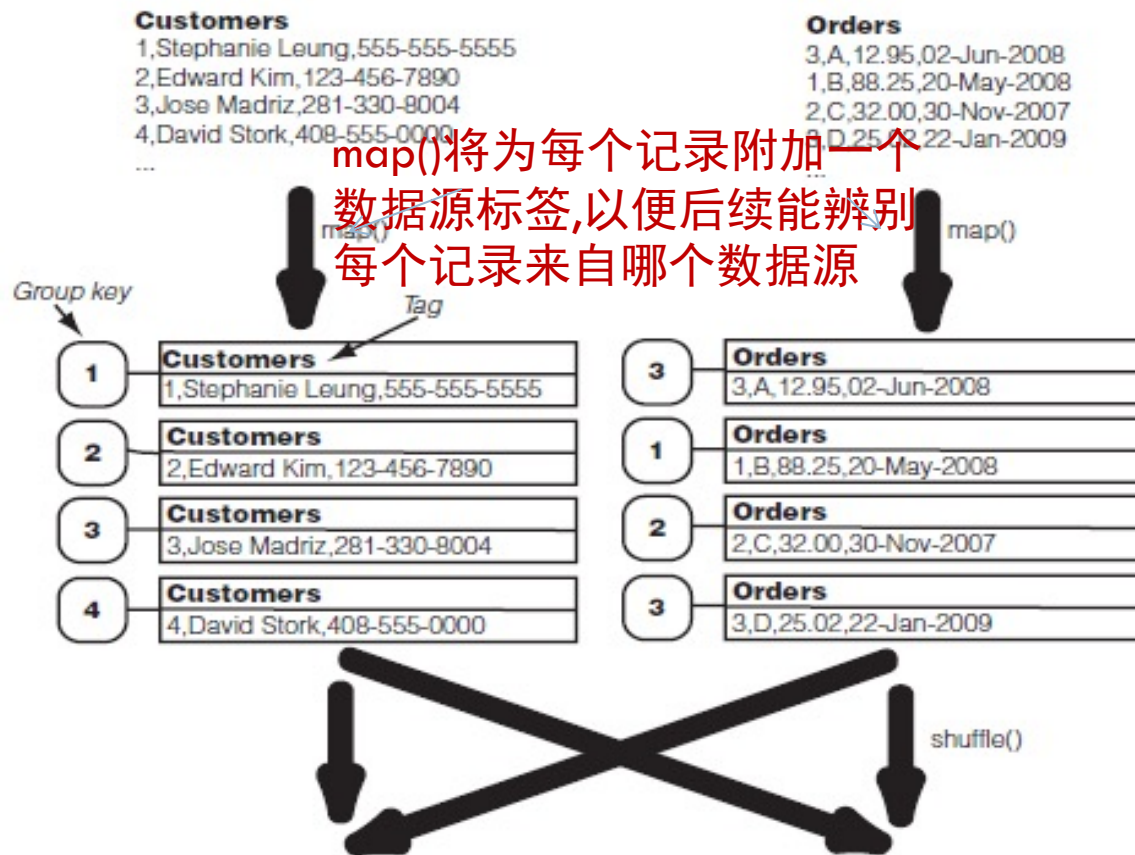 Customers
1,Stephanie Leung,555-555-5555
2,Edward Kim,123-456-7890
3,Jose Madriz,281-330-8004
4,David Stork,408-555-0000
...
Orders
3,A,12.95,02-Jun-2008
1,B,88.25,20-May-2008
2,C,32.00,30-Nov-2007
3,D,25.02,22-Jan-2009
...
map()将为每个记录附加一个
数据源标签,以便后续能辨别
每个记录来自哪个数据源
map()
map()
Group key
Tag
1
Customers
1,Stephanie Leung,555-555-5555
2
Customers
2,Edward Kim,123-456-7890
3
Customers
3,Jose Madriz,281-330-8004
4
Customers
4,David Stork,408-555-0000
3
Orders
3,A,12.95,02-Jun-2008
1
Orders
1,B,88.25,20-May-2008
2
Orders
2,C,32.00,30-Nov-2007
3
Orders
3,D,25.02,22-Jan-2009
shuffle()